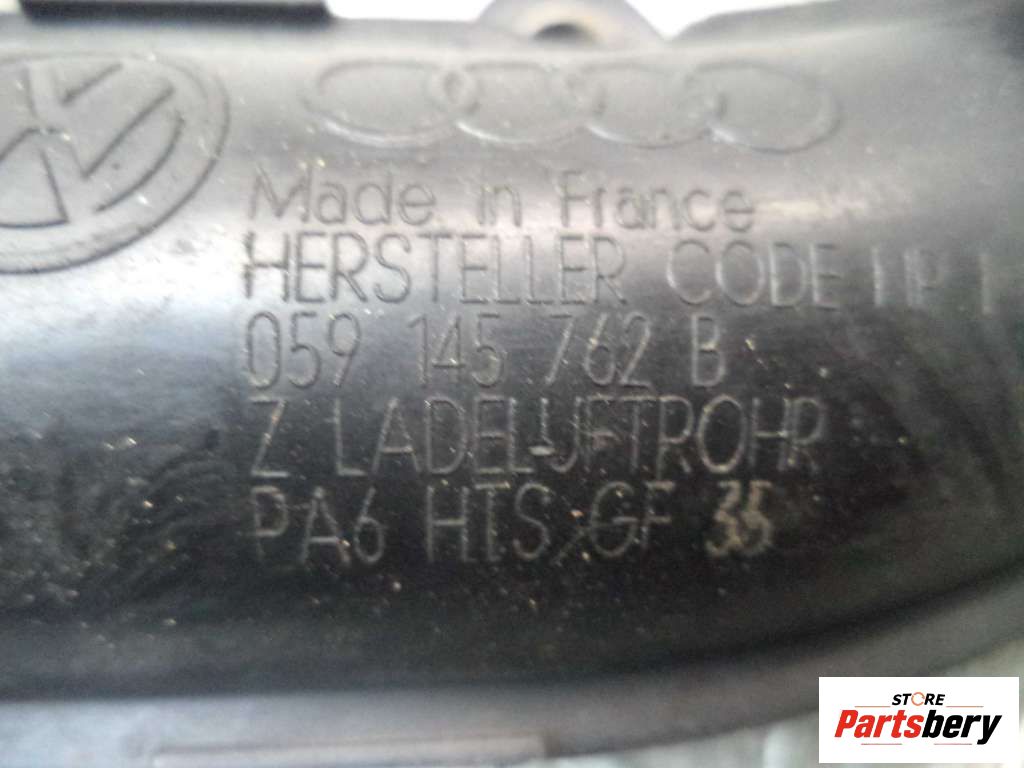 Made in France
HERSTELLER CODE
059 145 762 B
Z LADELUFTROHR
PA6 HTS GF 35
STORE
Partsbery